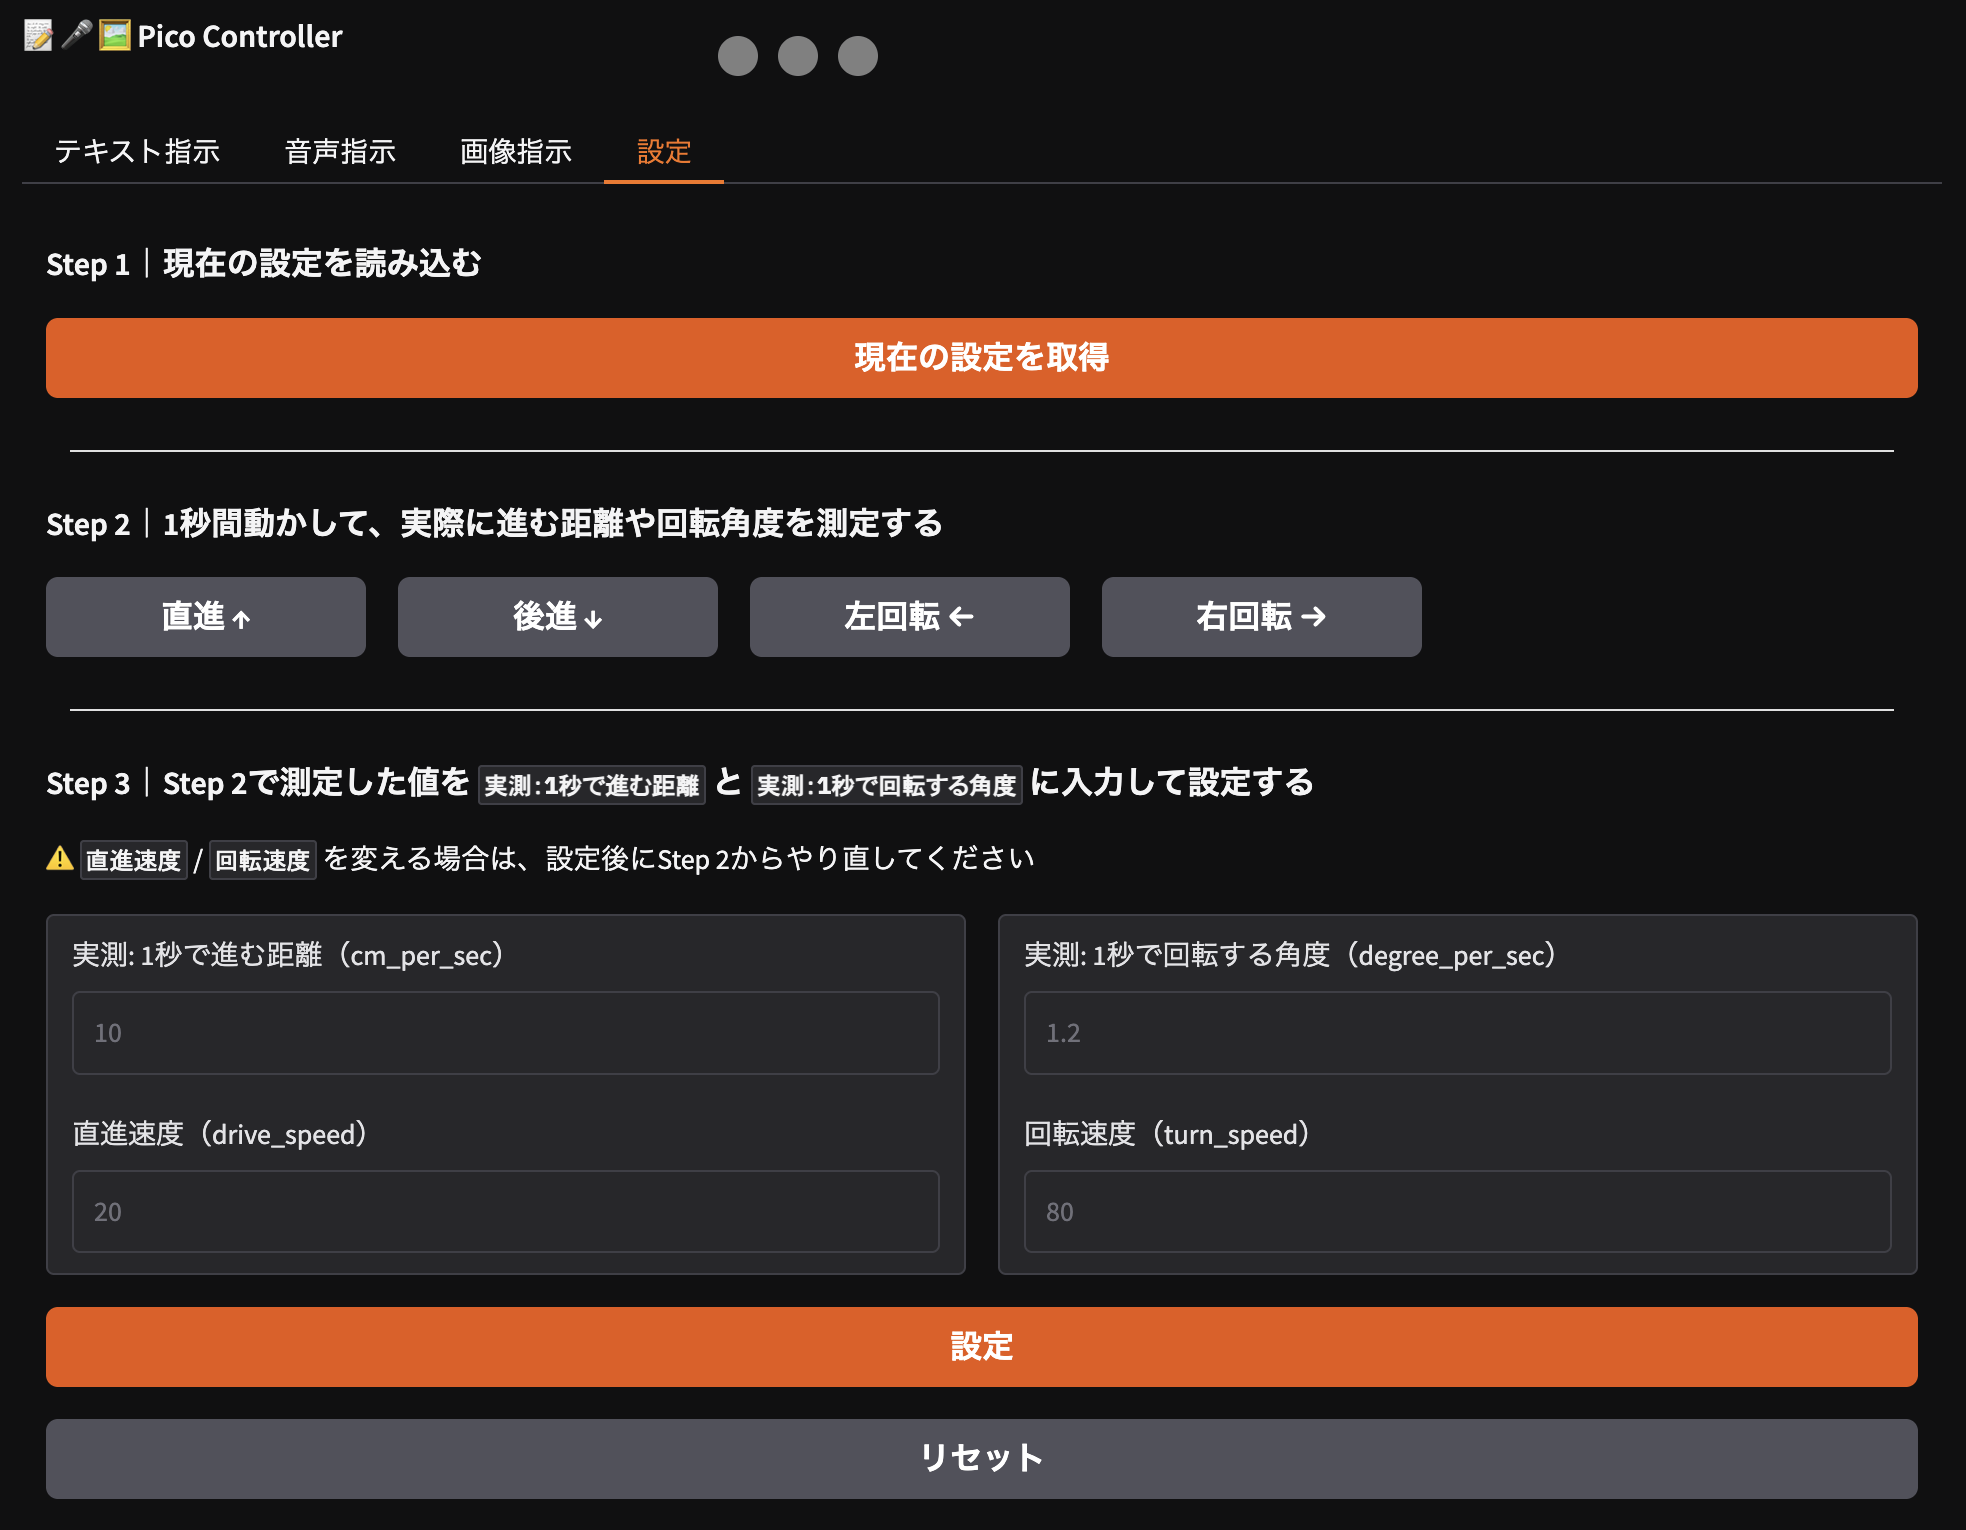 📝🎤🖼️ Pico Controller
テキスト指示 音声指示 画像指示 設定
Step 1｜現在の設定を読み込む
現在の設定を取得
Step 2｜1秒間動かして、実際に進む距離や回転角度を測定する
直進↑ 後進↓ 左回転← 右回転→
Step 3｜Step 2で測定した値を 実測:1秒で進む距離 と 実測:1秒で回転する角度 に入力して設定する
⚠️ 直進速度 / 回転速度 を変える場合は、設定後にStep 2からやり直してください
実測: 1秒で進む距離（cm_per_sec）
10
実測: 1秒で回転する角度（degree_per_sec）
1.2
直進速度（drive_speed）
20
回転速度（turn_speed）
80
設定
リセット